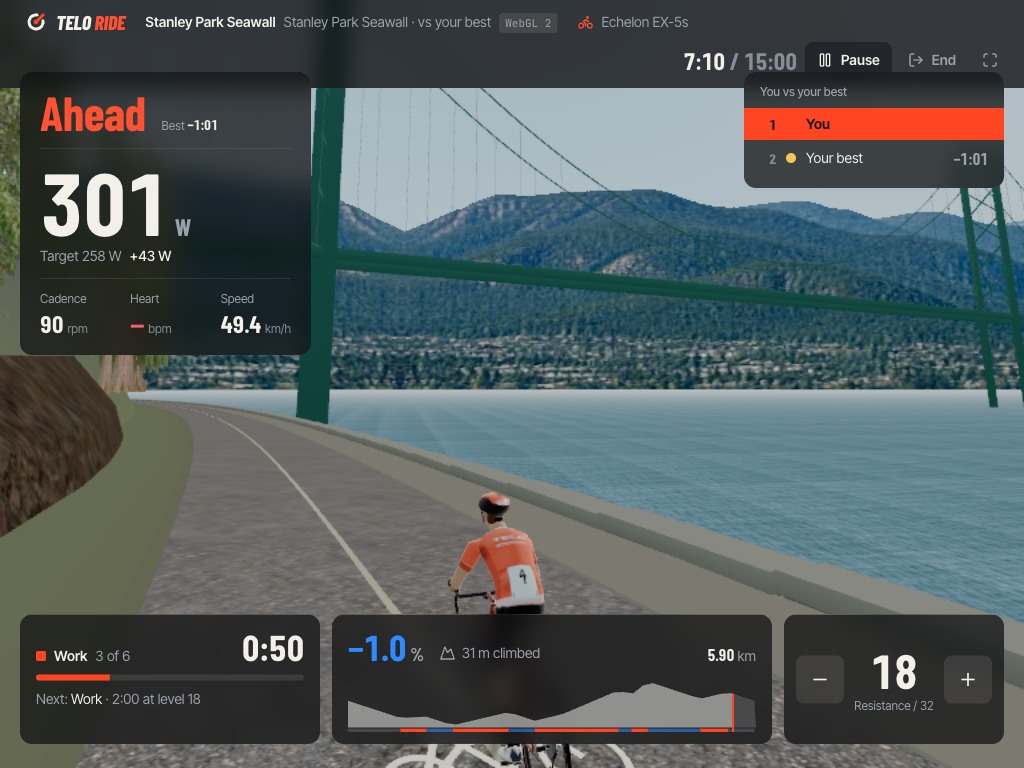 TELO RIDE Stanley Park Seawall Stanley Park Seawall · vs your best WebGL 2 Echelon EX-5s
7:10 / 15:00 Pause End
Ahead Best −1:01
301 W
Target 258 W +43 W
Cadence Heart Speed
90 rpm — bpm 49.4 km/h
You vs your best
1 You
2 Your best −1:01
TELO
4
Work 3 of 6 0:50
Next: Work · 2:00 at level 18
−1.0 % 31 m climbed 5.90 km
− 18 +
Resistance / 32